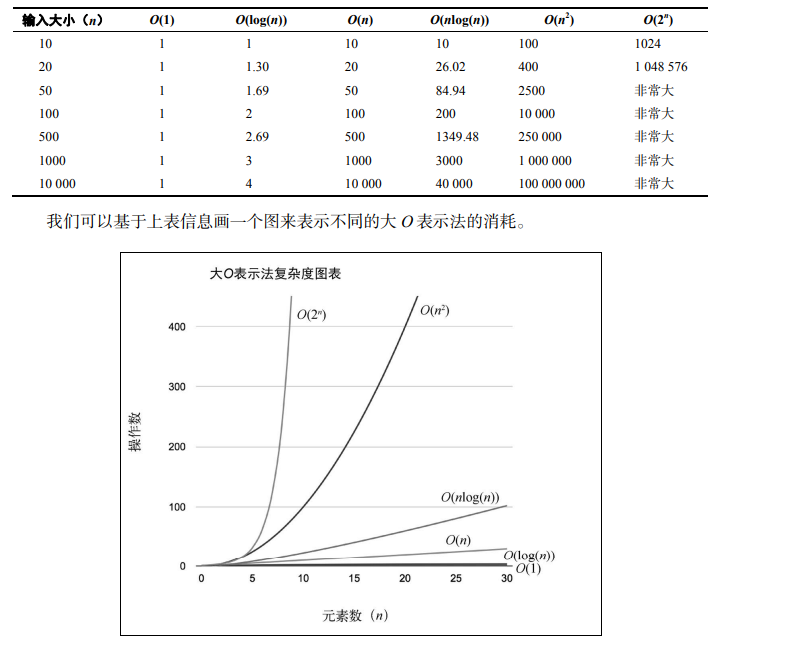 输入大小（n） O(1) O(log(n)) O(n) O(nlog(n)) O(n²) O(2ⁿ)
10 1 1 10 10 100 1024
20 1 1.30 20 26.02 400 1 048 576
50 1 1.69 50 84.94 2500 非常大
100 1 2 100 200 10 000 非常大
500 1 2.69 500 1349.48 250 000 非常大
1000 1 3 1000 3000 1 000 000 非常大
10 000 1 4 10 000 40 000 100 000 000 非常大
我们可以基于上表信息画一个图来表示不同的大 O 表示法的消耗。
大O表示法复杂度图表
O(2ⁿ)
O(n²)
400
300
200
100
0
操作数
O(nlog(n))
O(n)
O(log(n))
O(1)
0 5 10 15 20 25 30
元素数（n）